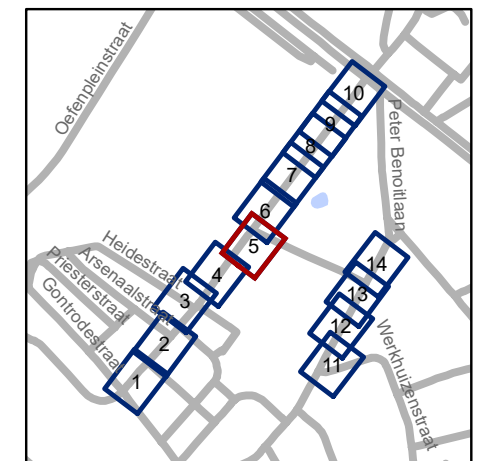 Oefenpleinstraat
10
Peter Benoitlaan
9
8
7
6
5
Heidestraat
14
Arsenaalstraat
4
Priesterstraat
13
3
Gontrodestraat
12
2
Werkhuizenstraat
11
1